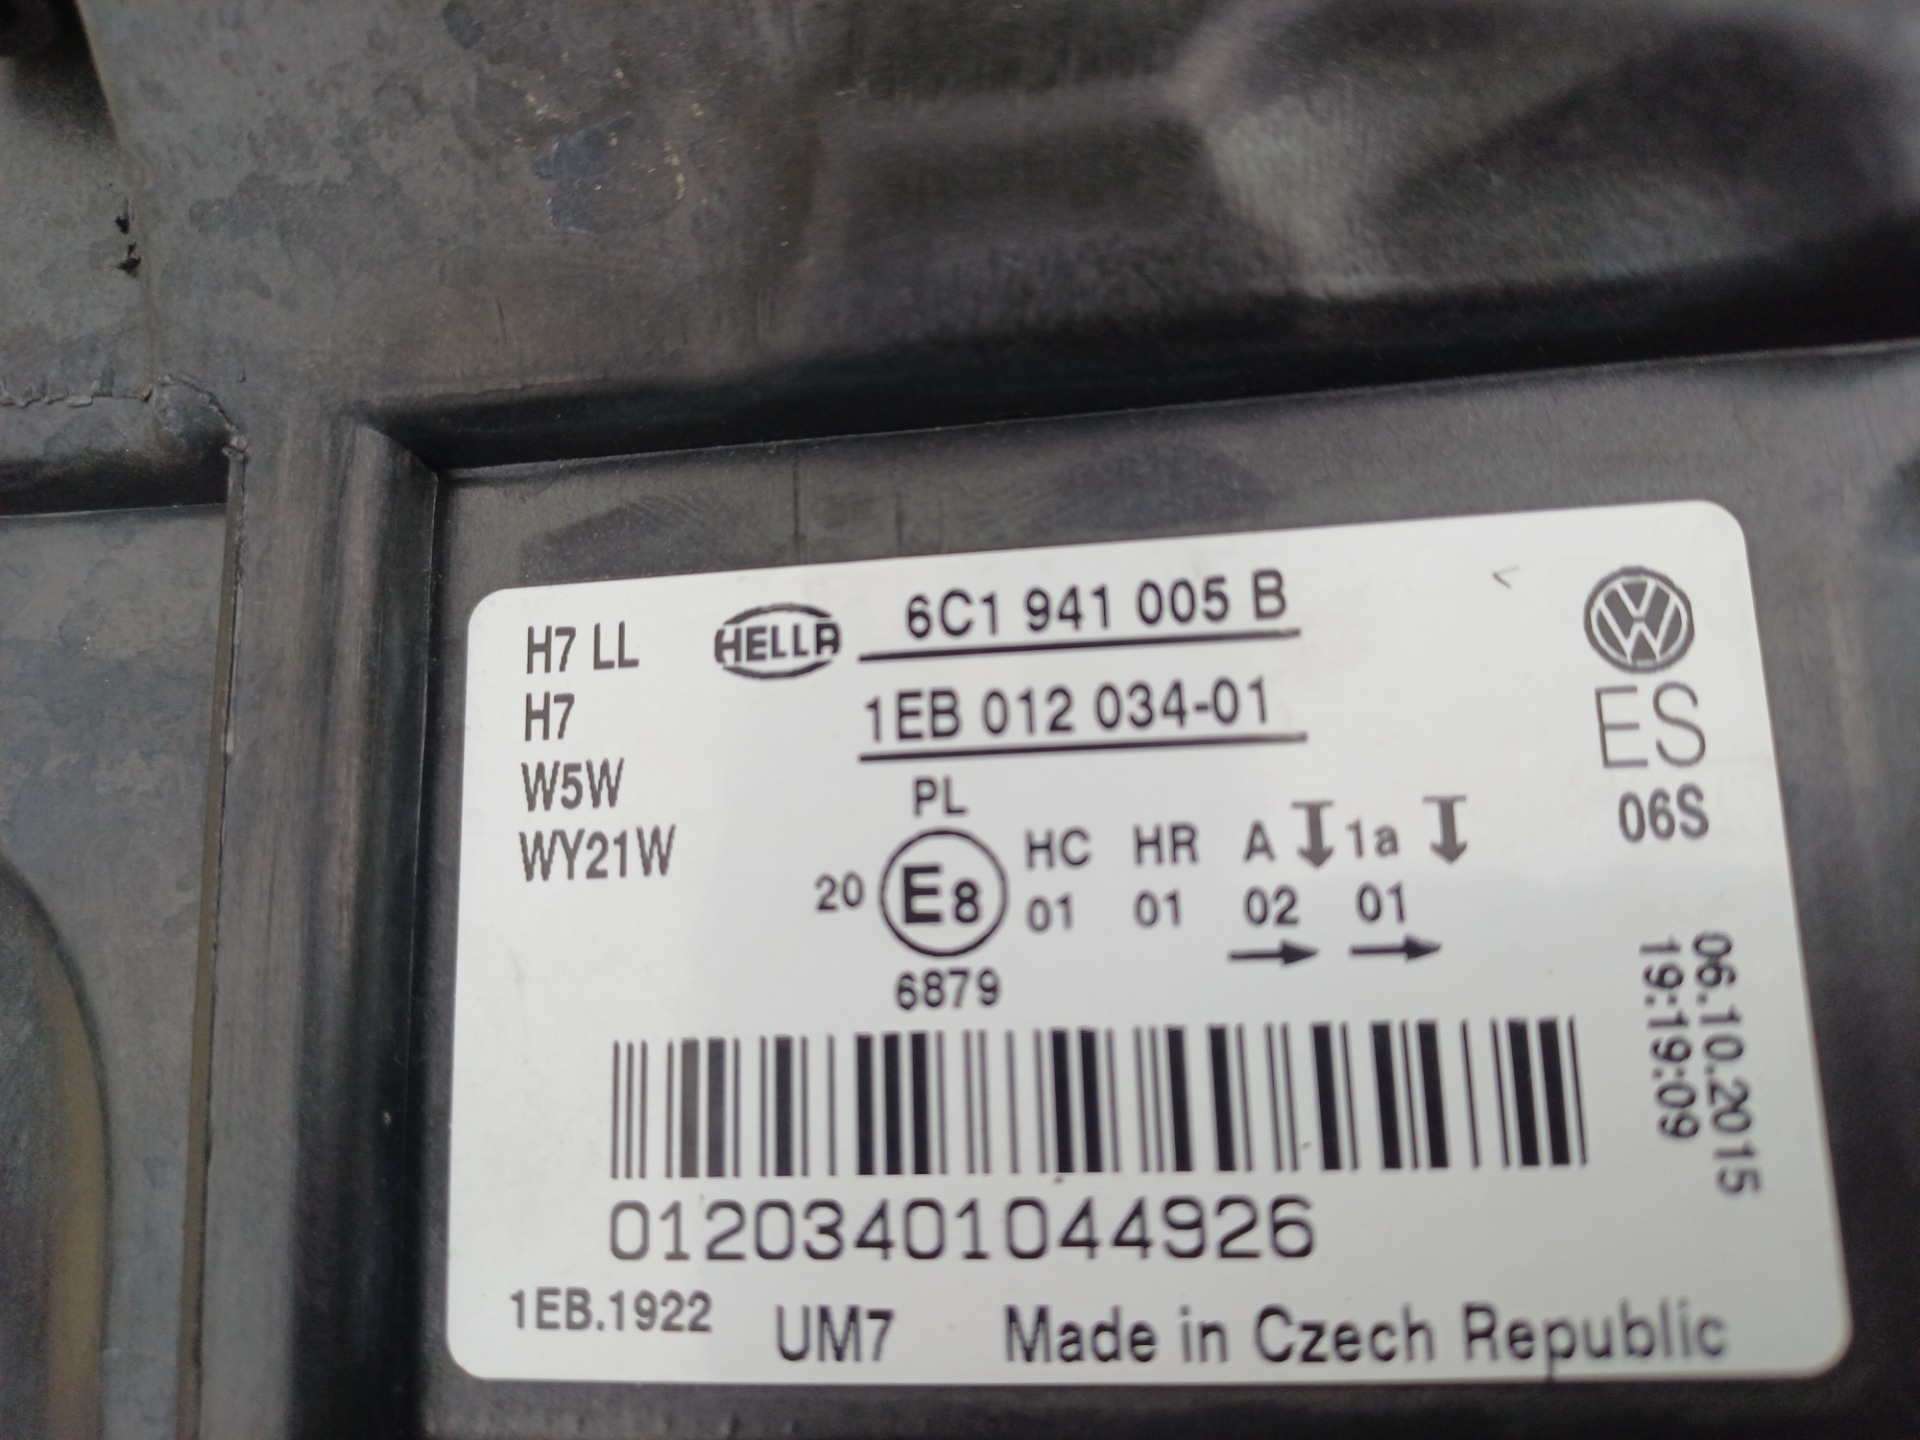 H7 LL
H7
W5W
WY21W
HELLA
6C1 941 005 B
1EB 012 034-01
PL
20 E8 HC HR A 1a
01 01 02 01
6879
ES
06S
06.10.2015
19:19:09
01203401044926
1EB.1922 UM7 Made in Czech Republic